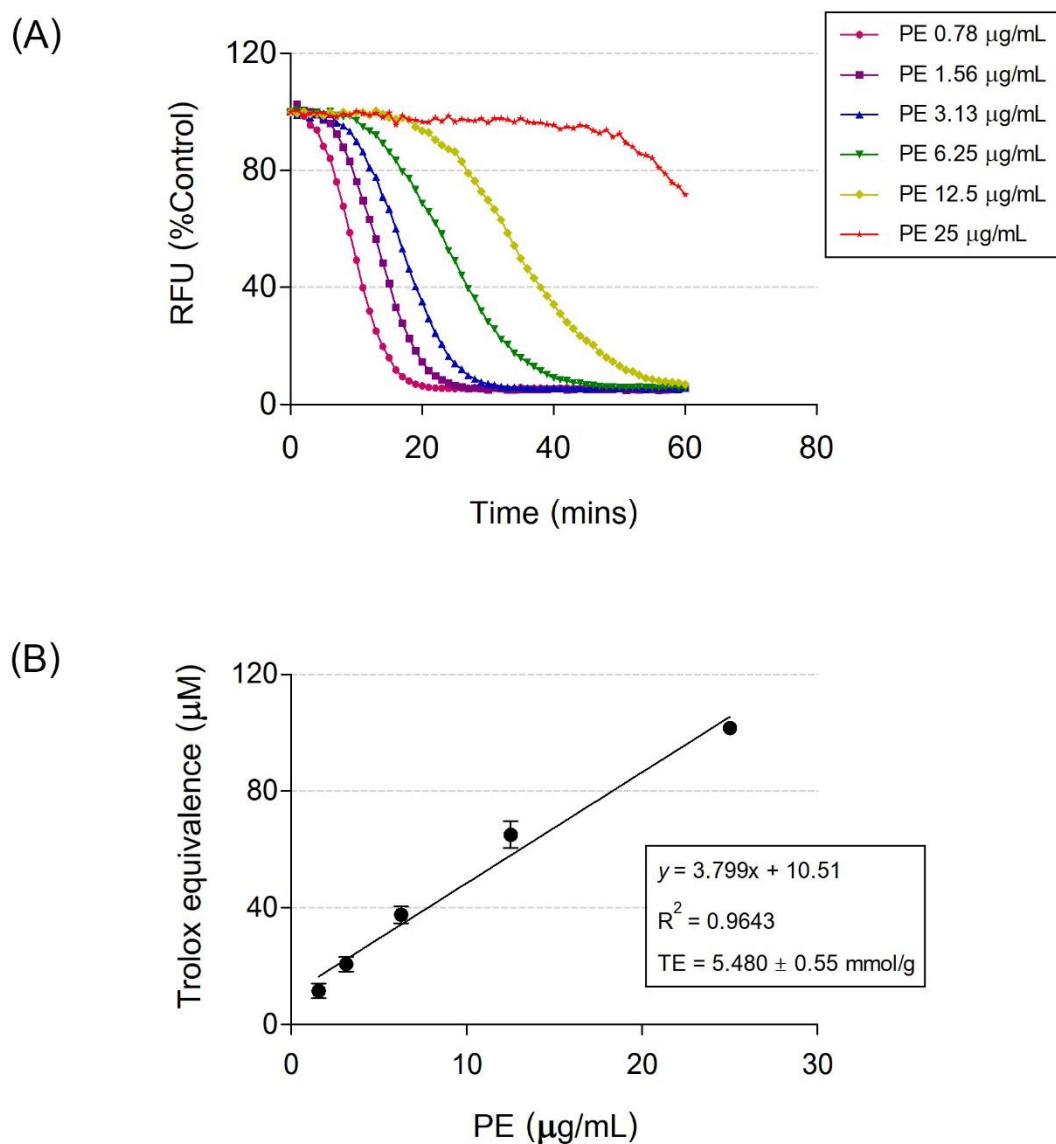 (A)
RFU (%Control)
120
80
40
0
0 20 40 60 80
Time (mins)
PE 0.78 μg/mL
PE 1.56 μg/mL
PE 3.13 μg/mL
PE 6.25 μg/mL
PE 12.5 μg/mL
PE 25 μg/mL
(B)
Trolox equivalence (μM)
120
80
40
0
0 10 20 30
PE (μg/mL)
y = 3.799x + 10.51
R² = 0.9643
TE = 5.480 ± 0.55 mmol/g